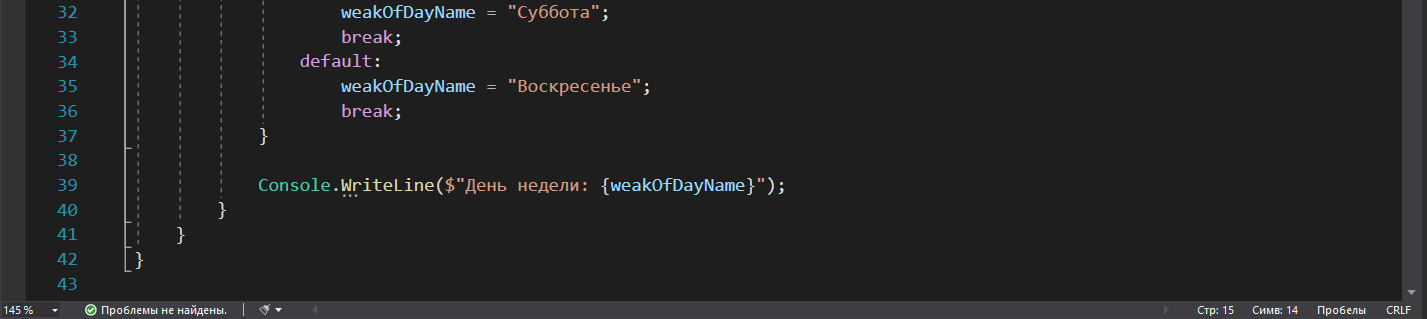 32 weakOfDayName = "Суббота";
33 break;
34 default:
35 weakOfDayName = "Воскресенье";
36 break;
37 }
38
39 Console.WriteLine($"День недели: {weakOfDayName}");
40 }
41 }
42 }
43
145 % Проблемы не найдены. Стр: 15 Симв: 14 Пробелы CRLF